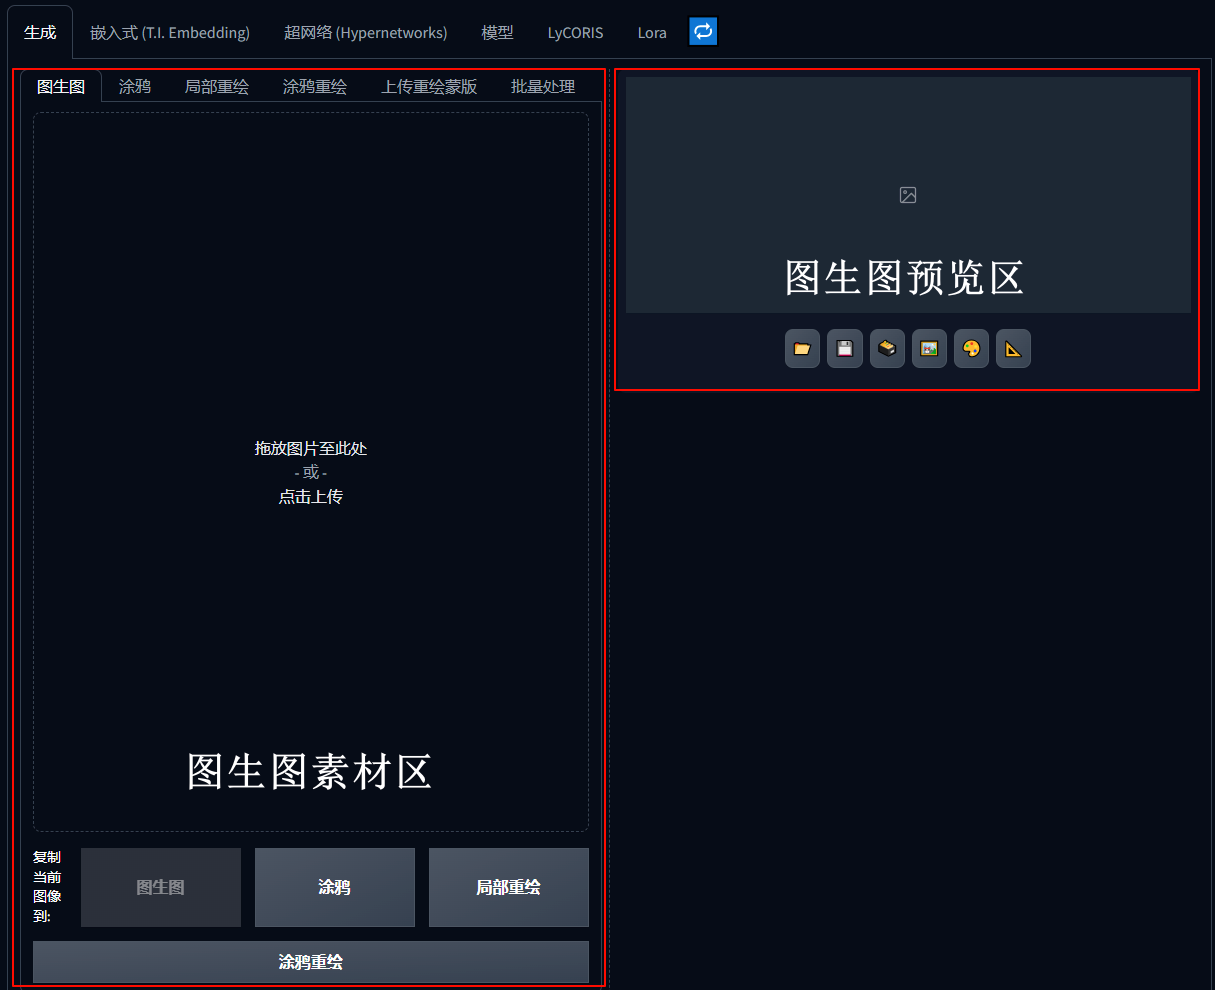 生成 嵌入式 (T.I. Embedding) 超网络 (Hypernetworks) 模型 LyCORIS Lora
图生图 涂鸦 局部重绘 涂鸦重绘 上传重绘蒙版 批量处理
拖放图片至此处
- 或 -
点击上传
图生图素材区
复制
当前
图像
到:
图生图 涂鸦 局部重绘
涂鸦重绘
图生图预览区